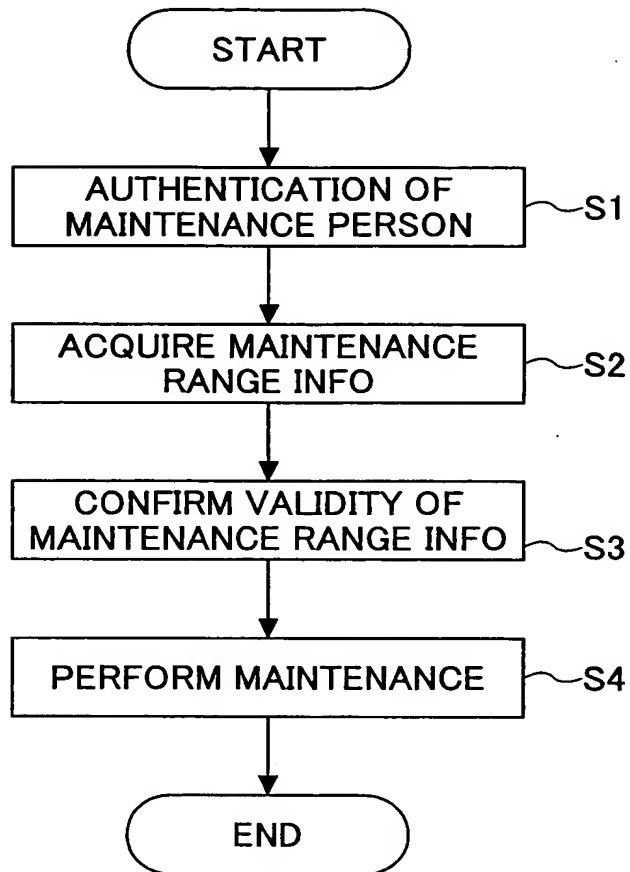 START
AUTHENTICATION OF
MAINTENANCE PERSON
S1
ACQUIRE MAINTENANCE
RANGE INFO
S2
CONFIRM VALIDITY OF
MAINTENANCE RANGE INFO
S3
PERFORM MAINTENANCE
S4
END